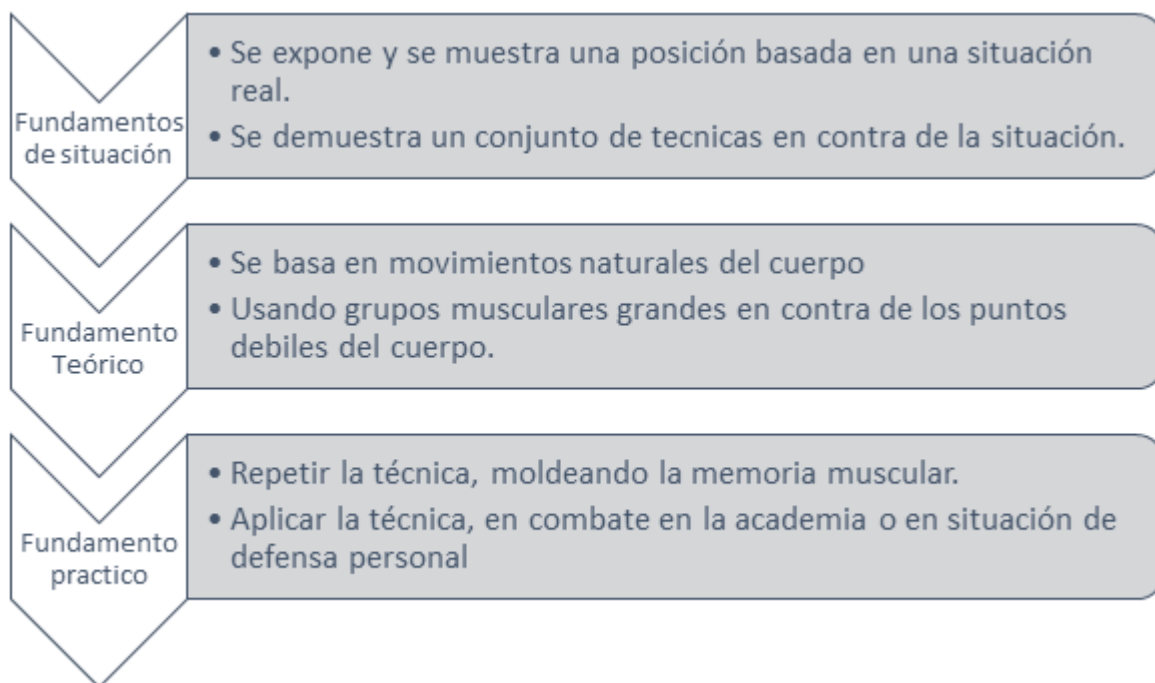 Fundamentos
de situación
• Se expone y se muestra una posición basada en una situación
real.
• Se demuestra un conjunto de tecnicas en contra de la situación.
Fundamento
Teórico
• Se basa en movimientos naturales del cuerpo
• Usando grupos musculares grandes en contra de los puntos
debiles del cuerpo.
Fundamento
practico
• Repetir la técnica, moldeando la memoria muscular.
• Aplicar la técnica, en combate en la academia o en situación de
defensa personal